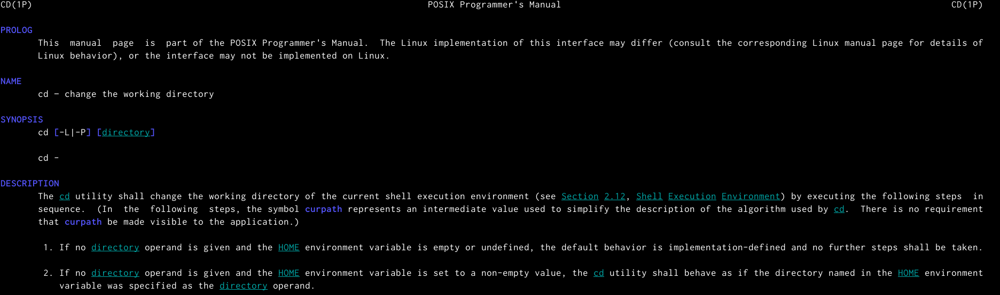 CD(1P) POSIX Programmer's Manual CD(1P)
PROLOG
This manual page is part of the POSIX Programmer's Manual. The Linux implementation of this interface may differ (consult the corresponding Linux manual page for details of
Linux behavior), or the interface may not be implemented on Linux.
NAME
cd — change the working directory
SYNOPSIS
cd [-L|-P] [directory]
cd -
DESCRIPTION
The cd utility shall change the working directory of the current shell execution environment (see Section 2.12, Shell Execution Environment) by executing the following steps in
sequence. (In the following steps, the symbol curpath represents an intermediate value used to simplify the description of the algorithm used by cd. There is no requirement
that curpath be made visible to the application.)
1. If no directory operand is given and the HOME environment variable is empty or undefined, the default behavior is implementation-defined and no further steps shall be taken.
2. If no directory operand is given and the HOME environment variable is set to a non-empty value, the cd utility shall behave as if the directory named in the HOME environment
variable was specified as the directory operand.